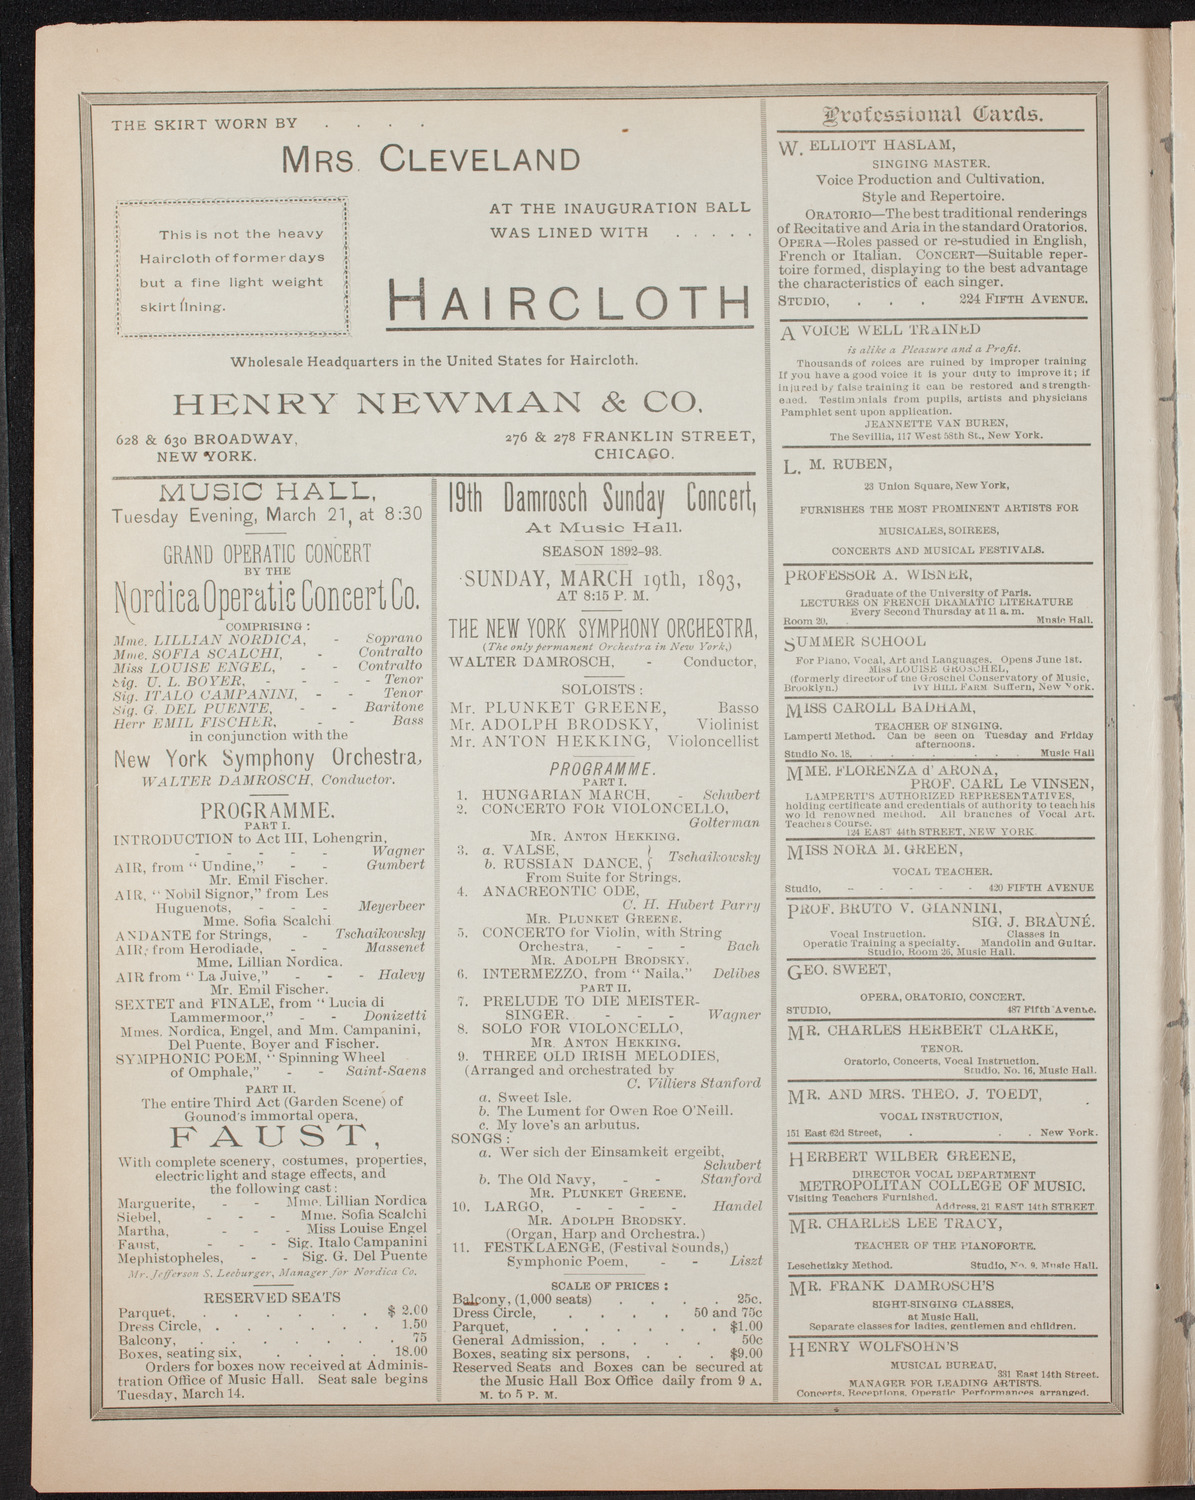 THE SKIRT WORN BY . . . .
MRS. CLEVELAND
AT THE INAUGURATION BALL
WAS LINED WITH . . . . .
This is not the heavy
Haircloth of former days
but a fine light weight
skirt lining.
HAIRCLOTH
Wholesale Headquarters in the United States for Haircloth.
HENRY NEWMAN & CO.
628 & 630 BROADWAY,
NEW YORK.
276 & 278 FRANKLIN STREET,
CHICAGO.
MUSIC HALL,
Tuesday Evening, March 21, at 8:30
GRAND OPERATIC CONCERT
BY THE
Nordica Operatic Concert Co.
COMPRISING:
Mme. LILLIAN NORDICA, - Soprano
Mme. SOFIA SCALCHI, - Contralto
Miss LOUISE ENGEL, - - Contralto
Sig. U. L. BOYER, - - - - Tenor
Sig. ITALO CAMPANINI, - - Tenor
Sig. G. DEL PUENTE, - - Baritone
Herr EMIL FISCHER, - - Bass
in conjunction with the
New York Symphony Orchestra,
WALTER DAMROSCH, Conductor.
PROGRAMME.
PART I.
INTRODUCTION to Act III, Lohengrin,
- - - - - Wagner
AIR, from "Undine," - - Gumbert
Mr. Emil Fischer.
AIR, "Nobil Signor," from Les
Huguenots, - - - Meyerbeer
Mme. Sofia Scalchi
ANDANTE for Strings, - Tschaikowsky
AIR, from Herodiade, - - Massenet
Mme. Lillian Nordica.
AIR from "La Juive," - - - Halevy
Mr. Emil Fischer.
SEXTET and FINALE, from "Lucia di
Lammermoor," - - Donizetti
Mmes. Nordica, Engel, and Mm. Campanini,
Del Puente, Boyer and Fischer.
SYMPHONIC POEM, "Spinning Wheel
of Omphale," - - Saint-Saens
PART II.
The entire Third Act (Garden Scene) of
Gounod's immortal opera,
FAUST,
With complete scenery, costumes, properties,
electric light and stage effects, and
the following cast:
Marguerite, - - Mme. Lillian Nordica
Siebel, - - - Mme. Sofia Scalchi
Martha, - - - Miss Louise Engel
Faust, - - - Sig. Italo Campanini
Mephistopheles, - - Sig. G. Del Puente
Mr. Jefferson S. Leeburger, Manager for Nordica Co.
RESERVED SEATS
Parquet, . . . . . . $ 2.00
Dress Circle, . . . . . . 1.50
Balcony, . . . . . . 75
Boxes, seating six, . . . . 18.00
Orders for boxes now received at Adminis-
tration Office of Music Hall. Seat sale begins
Tuesday, March 14.
19th Damrosch Sunday Concert,
At Music Hall.
SEASON 1892-93.
SUNDAY, MARCH 19th, 1893,
AT 8:15 P. M.
THE NEW YORK SYMPHONY ORCHESTRA,
(The only permanent Orchestra in New York,)
WALTER DAMROSCH, - Conductor,
SOLOISTS:
Mr. PLUNKET GREENE, Basso
Mr. ADOLPH BRODSKY, Violinist
Mr. ANTON HEKKING, Violoncellist
PROGRAMME.
PART I.
1. HUNGARIAN MARCH, - Schubert
2. CONCERTO FOR VIOLONCELLO,
Golterman
MR. ANTON HEKKING.
3. a. VALSE,
b. RUSSIAN DANCE, } Tschaikowsky
From Suite for Strings.
4. ANACREONTIC ODE,
C. H. Hubert Parry
MR. PLUNKET GREENE.
5. CONCERTO for Violin, with String
Orchestra, - - - Bach
MR. ADOLPH BRODSKY.
6. INTERMEZZO, from "Naila," Delibes
PART II.
7. PRELUDE TO DIE MEISTER-
SINGER. - - - Wagner
8. SOLO FOR VIOLONCELLO,
MR. ANTON HEKKING.
9. THREE OLD IRISH MELODIES,
(Arranged and orchestrated by
C. Villiers Stanford
a. Sweet Isle.
b. The Lument for Owen Roe O'Neill.
c. My love's an arbutus.
SONGS:
a. Wer sich der Einsamkeit ergeibt,
Schubert
b. The Old Navy, - - Stanford
MR. PLUNKET GREENE.
10. LARGO, - - - - Handel
MR. ADOLPH BRODSKY.
(Organ, Harp and Orchestra.)
11. FESTKLAENGE, (Festival Sounds,)
Symphonic Poem, - - Liszt
SCALE OF PRICES:
Balcony, (1,000 seats) . . . . 25c.
Dress Circle, . . . . 50 and 75c
Parquet, . . . . . . $1.00
General Admission, . . . . 50c
Boxes, seating six persons, . . . $9.00
Reserved Seats and Boxes can be secured at
the Music Hall Box Office daily from 9 A.
M. to 5 P. M.
Professional Cards.
W. ELLIOTT HASLAM,
SINGING MASTER.
Voice Production and Cultivation.
Style and Repertoire.
ORATORIO—The best traditional renderings
of Recitative and Aria in the standard Oratorios.
OPERA—Roles passed or re-studied in English,
French or Italian. CONCERT—Suitable reper-
toire formed, displaying to the best advantage
the characteristics of each singer.
STUDIO, . . . 224 FIFTH AVENUE.
A VOICE WELL TRAINED
is alike a Pleasure and a Profit.
Thousands of voices are ruined by improper training
If you have a good voice it is your duty to improve it; if
injured by false training it can be restored and strength-
ened. Testimonials from pupils, artists and physicians
Pamphlet sent upon application.
JEANNETTE VAN BUREN,
The Sevillia, 117 West 58th St., New York.
L. M. RUBEN,
23 Union Square, New York,
FURNISHES THE MOST PROMINENT ARTISTS FOR
MUSICALES, SOIREES,
CONCERTS AND MUSICAL FESTIVALS.
PROFESSOR A. WISNER,
Graduate of the University of Paris.
LECTURES ON FRENCH DRAMATIC LITERATURE
Every Second Thursday at 11 a. m.
Room 20, . Music Hall.
SUMMER SCHOOL
For Piano, Vocal, Art and Languages. Opens June 1st.
Miss LOUISE GROSCHEL,
(formerly director of the Groschel Conservatory of Music,
Brooklyn.) IVY HILL FARM Suffern, New York.
MISS CAROLL BADHAM,
TEACHER OF SINGING.
Lamperti Method. Can be seen on Tuesday and Friday
afternoons.
Studio No. 18. . . . . . . . Music Hall
MME. FLORENZA d' ARONA,
PROF. CARL Le VINSEN,
LAMPERTI'S AUTHORIZED REPRESENTATIVES,
holding certificate and credentials of authority to teach his
wo ld renowned method. All branches of Vocal Art.
Teachers Course.
124 EAST 44th STREET, NEW YORK.
MISS NORA M. GREEN,
VOCAL TEACHER.
Studio, - - - - - 420 FIFTH AVENUE
PROF. BRUTO V. GIANNINI,
SIG. J. BRAUNÉ.
Vocal Instruction. Classes in
Operatic Training a specialty. Mandolin and Guitar.
Studio, Room 26, Music Hall.
GEO. SWEET,
OPERA, ORATORIO, CONCERT.
STUDIO, 487 Fifth Avenue.
MR. CHARLES HERBERT CLARKE,
TENOR.
Oratorio, Concerts, Vocal Instruction.
Studio, No. 16, Music Hall.
MR. AND MRS. THEO. J. TOEDT,
VOCAL INSTRUCTION,
151 East 62d Street, . . . New York.
HERBERT WILBER GREENE,
DIRECTOR VOCAL DEPARTMENT
METROPOLITAN COLLEGE OF MUSIC.
Visiting Teachers Furnished.
Address, 21 EAST 14th STREET
MR. CHARLES LEE TRACY,
TEACHER OF THE PIANOFORTE.
Leschetizky Method. Studio, No. 9, Music Hall.
MR. FRANK DAMROSCH'S
SIGHT-SINGING CLASSES,
at Music Hall.
Separate classes for ladies, gentlemen and children.
HENRY WOLFSOHN'S
MUSICAL BUREAU,
331 East 14th Street.
MANAGER FOR LEADING ARTISTS.
Concerts, Receptions, Operatic Performances arranged.